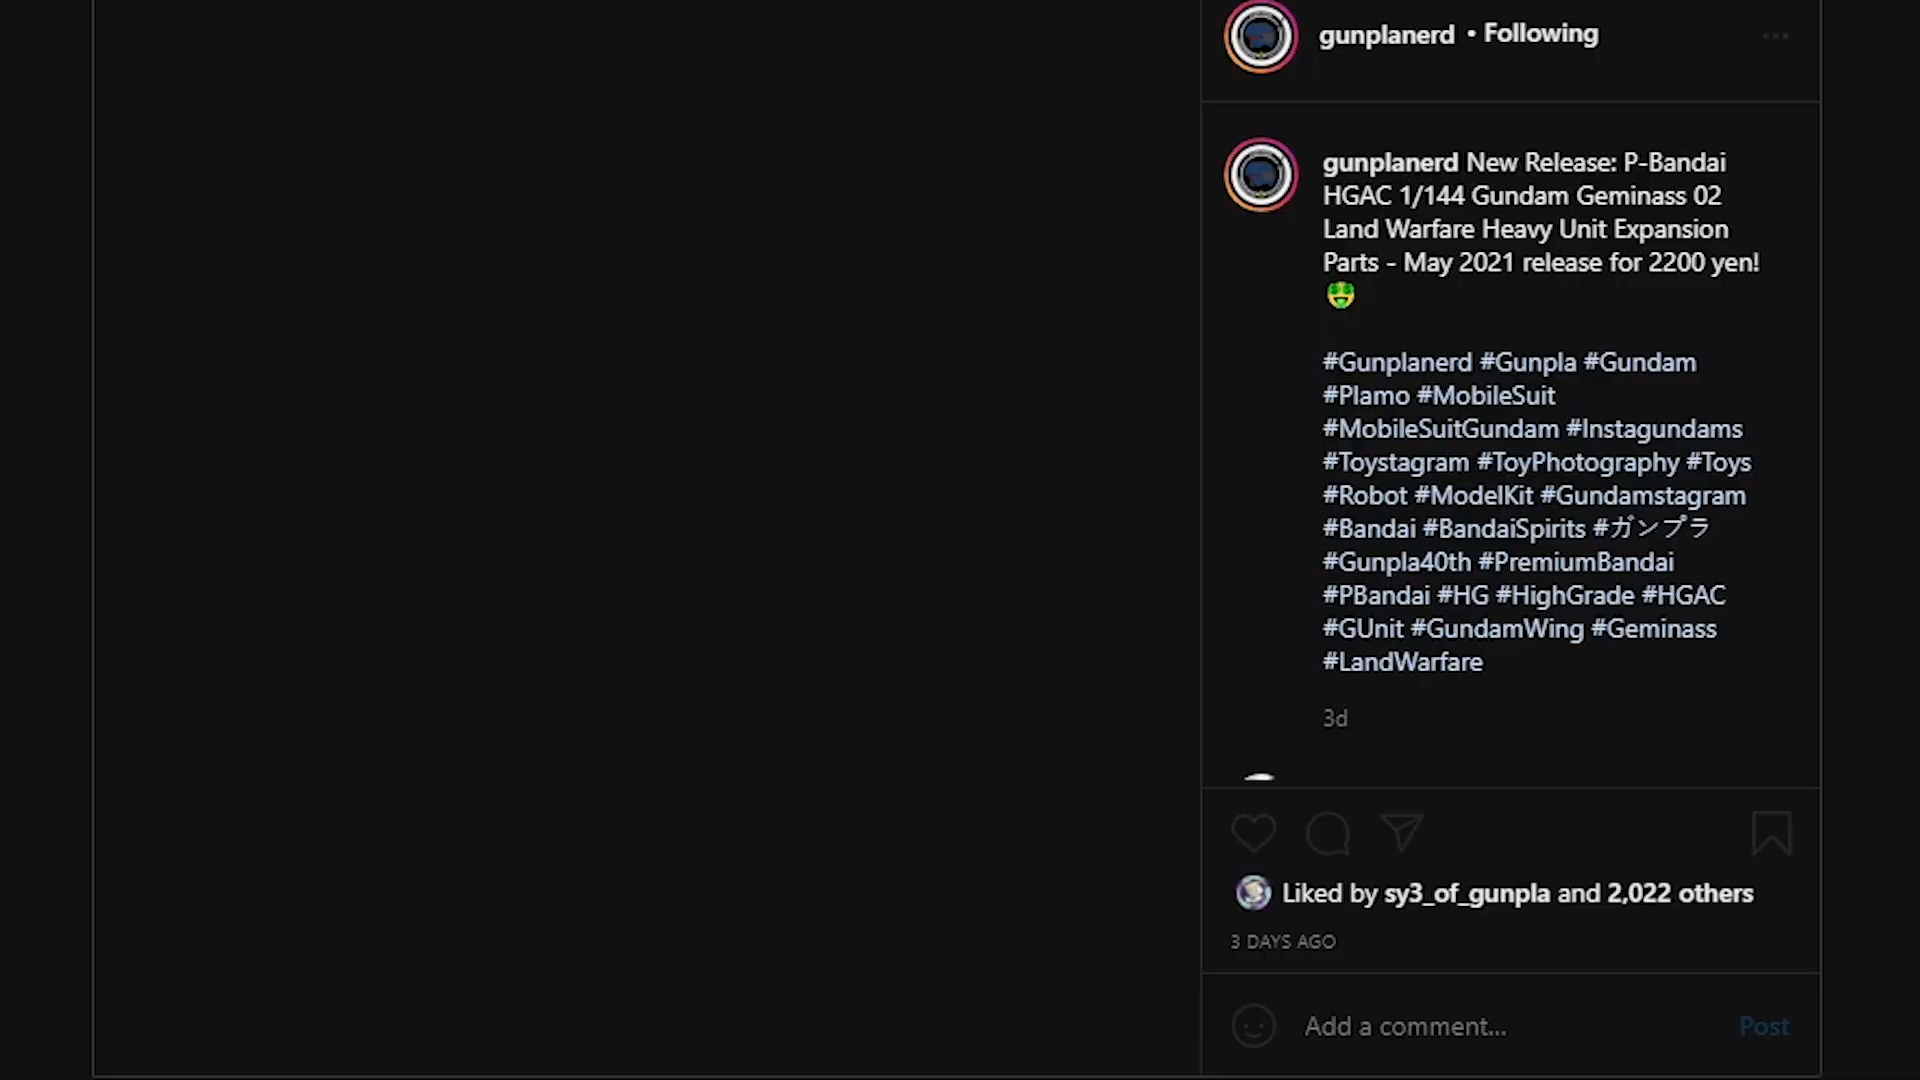 gunplanerd • Following
gunplanerd New Release: P-Bandai
HGAC 1/144 Gundam Geminass 02
Land Warfare Heavy Unit Expansion
Parts - May 2021 release for 2200 yen!
🤑
#Gunplanerd #Gunpla #Gundam
#Plamo #MobileSuit
#MobileSuitGundam #Instagundams
#Toystagram #ToyPhotography #Toys
#Robot #ModelKit #Gundamstagram
#Bandai #BandaiSpirits #ガンプラ
#Gunpla40th #PremiumBandai
#PBandai #HG #HighGrade #HGAC
#GUnit #GundamWing #Geminass
#LandWarfare
3d
Liked by sy3_of_gunpla and 2,022 others
3 DAYS AGO
Add a comment... Post